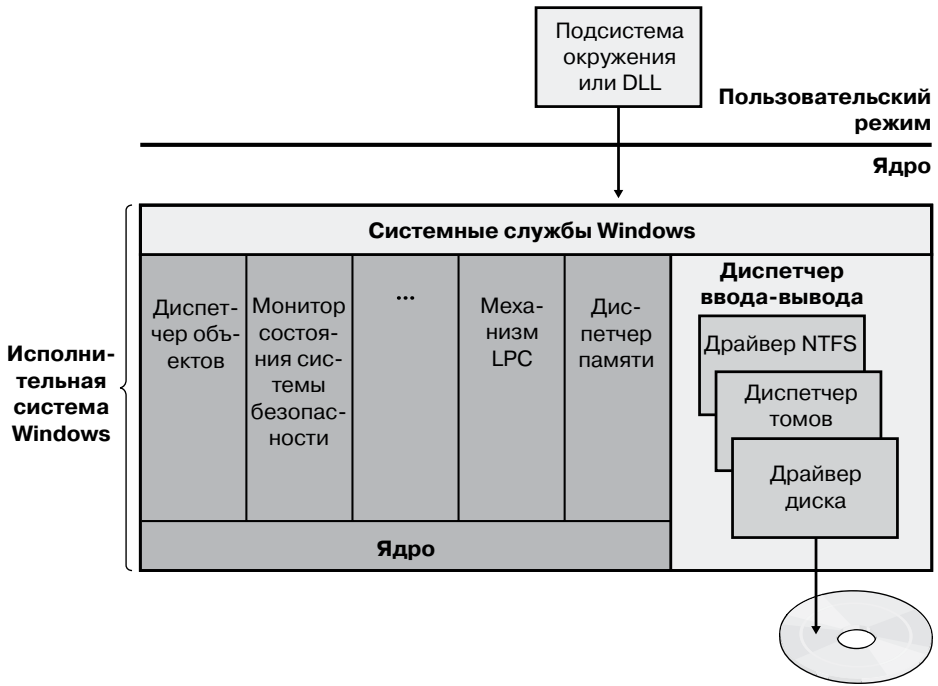 Подсистема
окружения
или DLL
Пользовательский
режим
Ядро
Исполни-
тельная
система
Windows
Системные службы Windows
Диспет-
чер объ-
ектов
Монитор
состоя-
ния сис-
темы
безопас-
ности
...
Меха-
низм
LPC
Дис-
петчер
памяти
Диспетчер
ввода-вывода
Драйвер NTFS
Диспетчер
томов
Драйвер
диска
Ядро